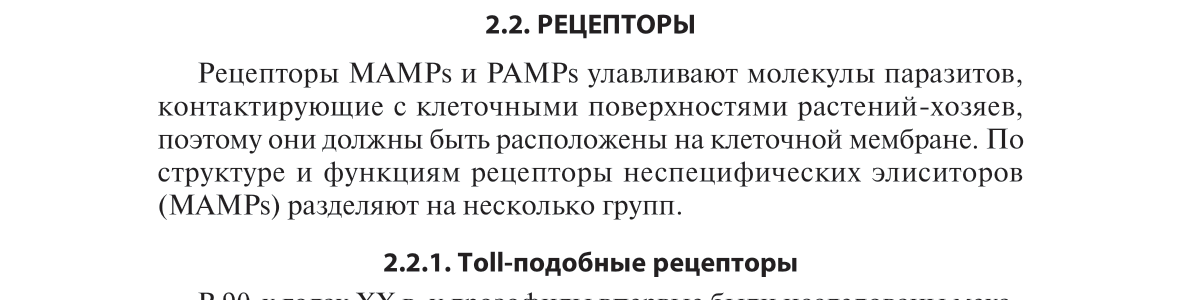 2.2. РЕЦЕПТОРЫ
Рецепторы MAMPs и PAMPs улавливают молекулы паразитов,
контактирующие с клеточными поверхностями растений-хозяев,
поэтому они должны быть расположены на клеточной мембране. По
структуре и функциям рецепторы неспецифических элиситоров
(MAMPs) разделяют на несколько групп.
2.2.1. Toll-подобные рецепторы